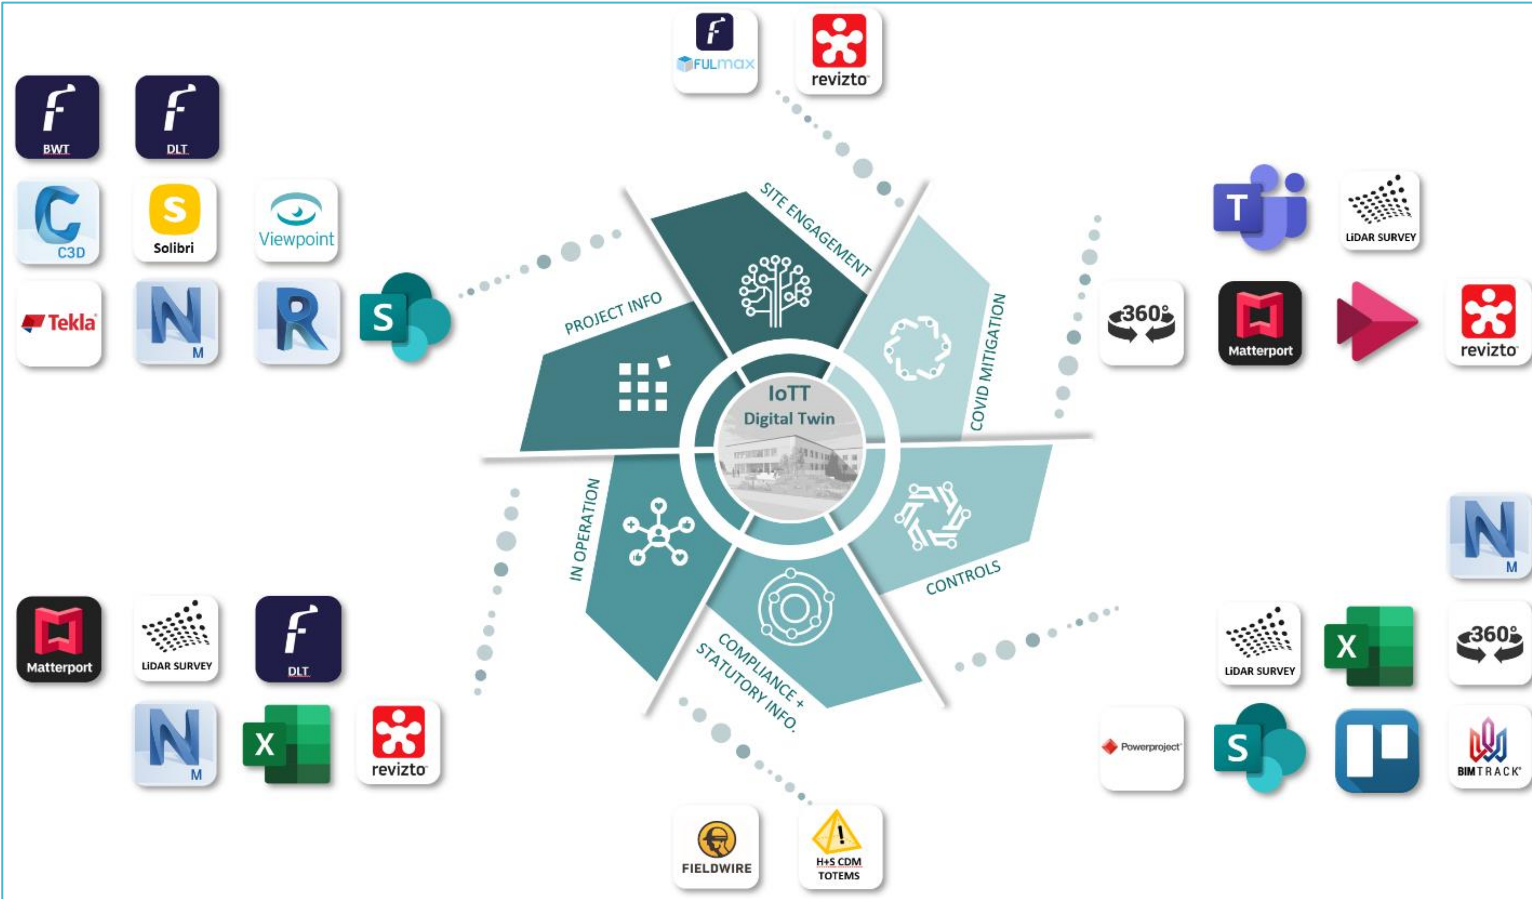 F
FULmax
revizto
F
BWT
F
DLT
C
C3D
S
Solibri
Viewpoint
Tekla
N
M
R
S
SITE ENGAGEMENT
PROJECT INFO
COVID MITIGATION
IoTT
Digital Twin
IN OPERATION
CONTROLS
COMPLIANCE +
STATUTORY INFO.
T
LiDAR SURVEY
360°
Matterport
revizto
Matterport
LiDAR SURVEY
F
DLT
N
M
X
revizto
N
M
LiDAR SURVEY
X
360°
Powerproject
S
BIMTRACK
FIELDWIRE
!
H+S CDM
TOTEMS